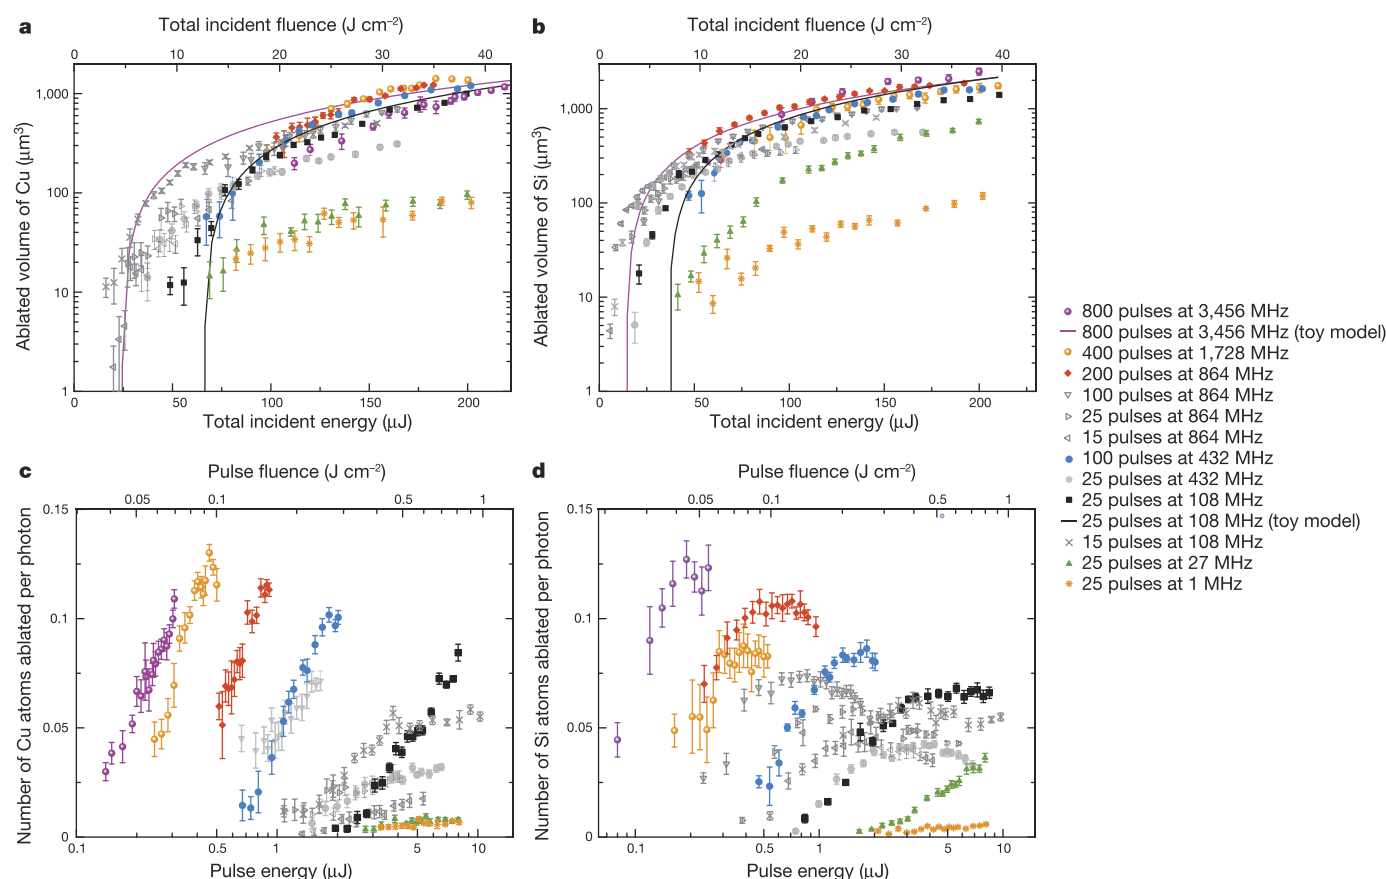 a
Total incident fluence (J cm–2)
0 10 20 30 40
Ablated volume of Cu (μm3)
1,000
100
10
1
0 50 100 150 200
Total incident energy (μJ)
b
Total incident fluence (J cm–2)
0 10 20 30 40
Ablated volume of Si (μm3)
1,000
100
10
1
0 50 100 150 200
Total incident energy (μJ)
800 pulses at 3,456 MHz
800 pulses at 3,456 MHz (toy model)
400 pulses at 1,728 MHz
200 pulses at 864 MHz
100 pulses at 864 MHz
25 pulses at 864 MHz
15 pulses at 864 MHz
100 pulses at 432 MHz
25 pulses at 432 MHz
25 pulses at 108 MHz
25 pulses at 108 MHz (toy model)
15 pulses at 108 MHz
25 pulses at 27 MHz
25 pulses at 1 MHz
c
Pulse fluence (J cm–2)
0.05 0.1 0.5 1
Number of Cu atoms ablated per photon
0.15
0.1
0.05
0
0.1 0.5 1 5 10
Pulse energy (μJ)
d
Pulse fluence (J cm–2)
0.05 0.1 0.5 1
Number of Si atoms ablated per photon
0.15
0.1
0.05
0
0.1 0.5 1 5 10
Pulse energy (μJ)